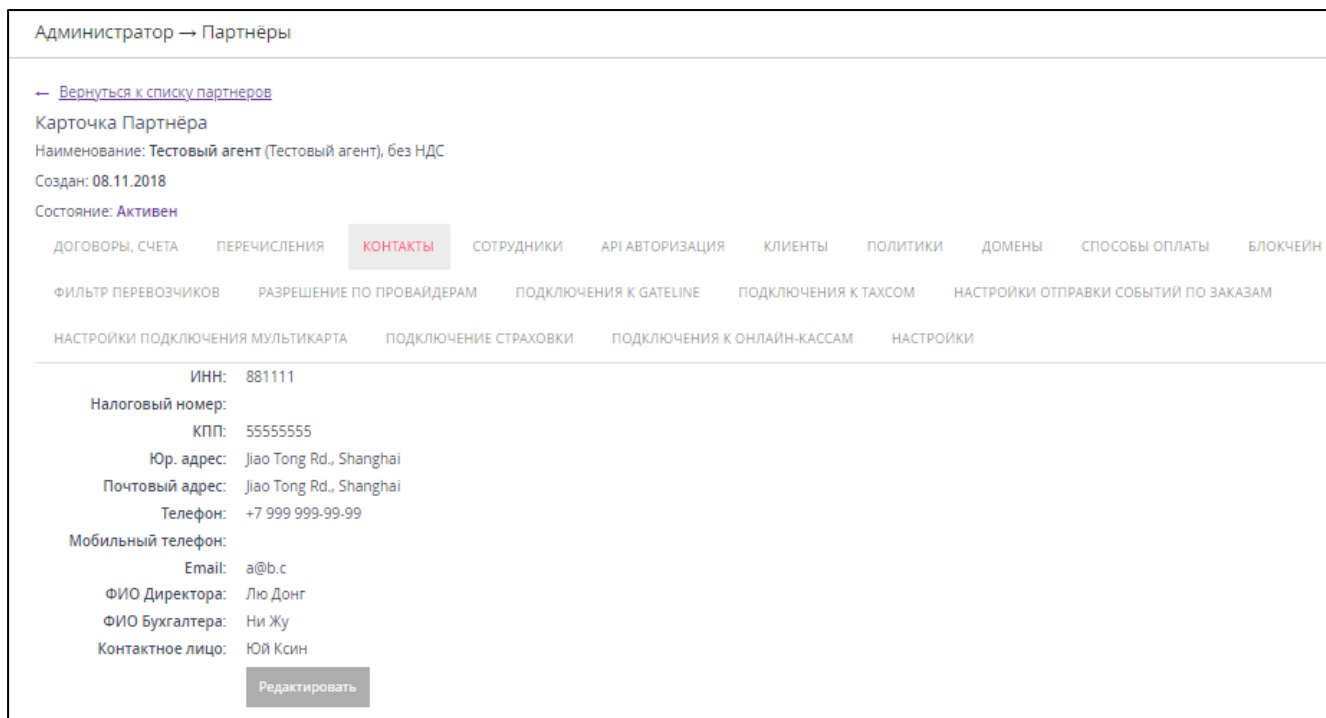 Администратор → Партнёры
← Вернуться к списку партнеров
Карточка Партнёра
Наименование: Тестовый агент (Тестовый агент), без НДС
Создан: 08.11.2018
Состояние: Активен
ДОГОВОРЫ, СЧЕТА ПЕРЕЧИСЛЕНИЯ КОНТАКТЫ СОТРУДНИКИ API АВТОРИЗАЦИЯ КЛИЕНТЫ ПОЛИТИКИ ДОМЕНЫ СПОСОБЫ ОПЛАТЫ БЛОКЧЕЙН
ФИЛЬТР ПЕРЕВОЗЧИКОВ РАЗРЕШЕНИЕ ПО ПРОВАЙДЕРАМ ПОДКЛЮЧЕНИЯ К GATELINE ПОДКЛЮЧЕНИЯ К TAXCOM НАСТРОЙКИ ОТПРАВКИ СОБЫТИЙ ПО ЗАКАЗАМ
НАСТРОЙКИ ПОДКЛЮЧЕНИЯ МУЛЬТИКАРТА ПОДКЛЮЧЕНИЕ СТРАХОВКИ ПОДКЛЮЧЕНИЯ К ОНЛАЙН-КАССАМ НАСТРОЙКИ
ИНН: 881111
Налоговый номер:
КПП: 55555555
Юр. адрес: Jiao Tong Rd., Shanghai
Почтовый адрес: Jiao Tong Rd., Shanghai
Телефон: +7 999 999-99-99
Мобильный телефон:
Email: a@b.c
ФИО Директора: Лю Донг
ФИО Бухгалтера: Ни Жу
Контактное лицо: Юй Ксин
Редактировать